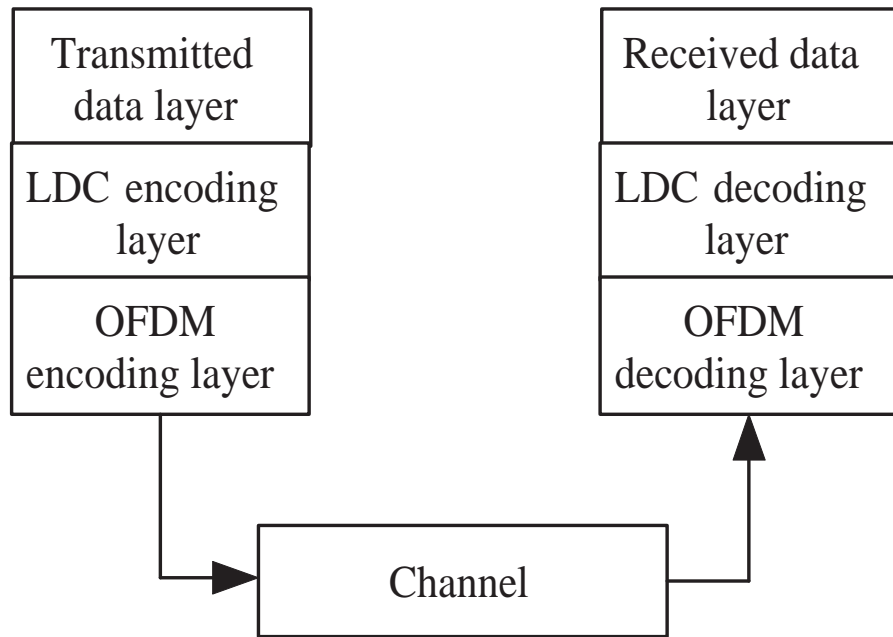 Transmitted
data layer
LDC encoding
layer
OFDM
encoding layer
Received data
layer
LDC decoding
layer
OFDM
decoding layer
Channel